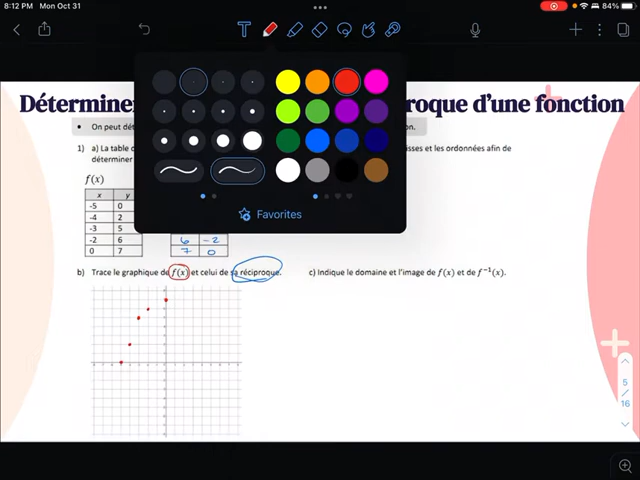 8:12 PM Mon Oct 31
84%
Détermine roque d'une fonction
On peut dé on.
1) a) La table d isses et les ordonnées afin de
déterminer
f(x)
x y
-5 0
-4 2
-3 5
-2 6 6 -2
0 7 7 0
Favorites
b) Trace le graphique de f(x) et celui de sa réciproque. c) Indique le domaine et l'image de f(x) et de f⁻¹(x).
5
/
16